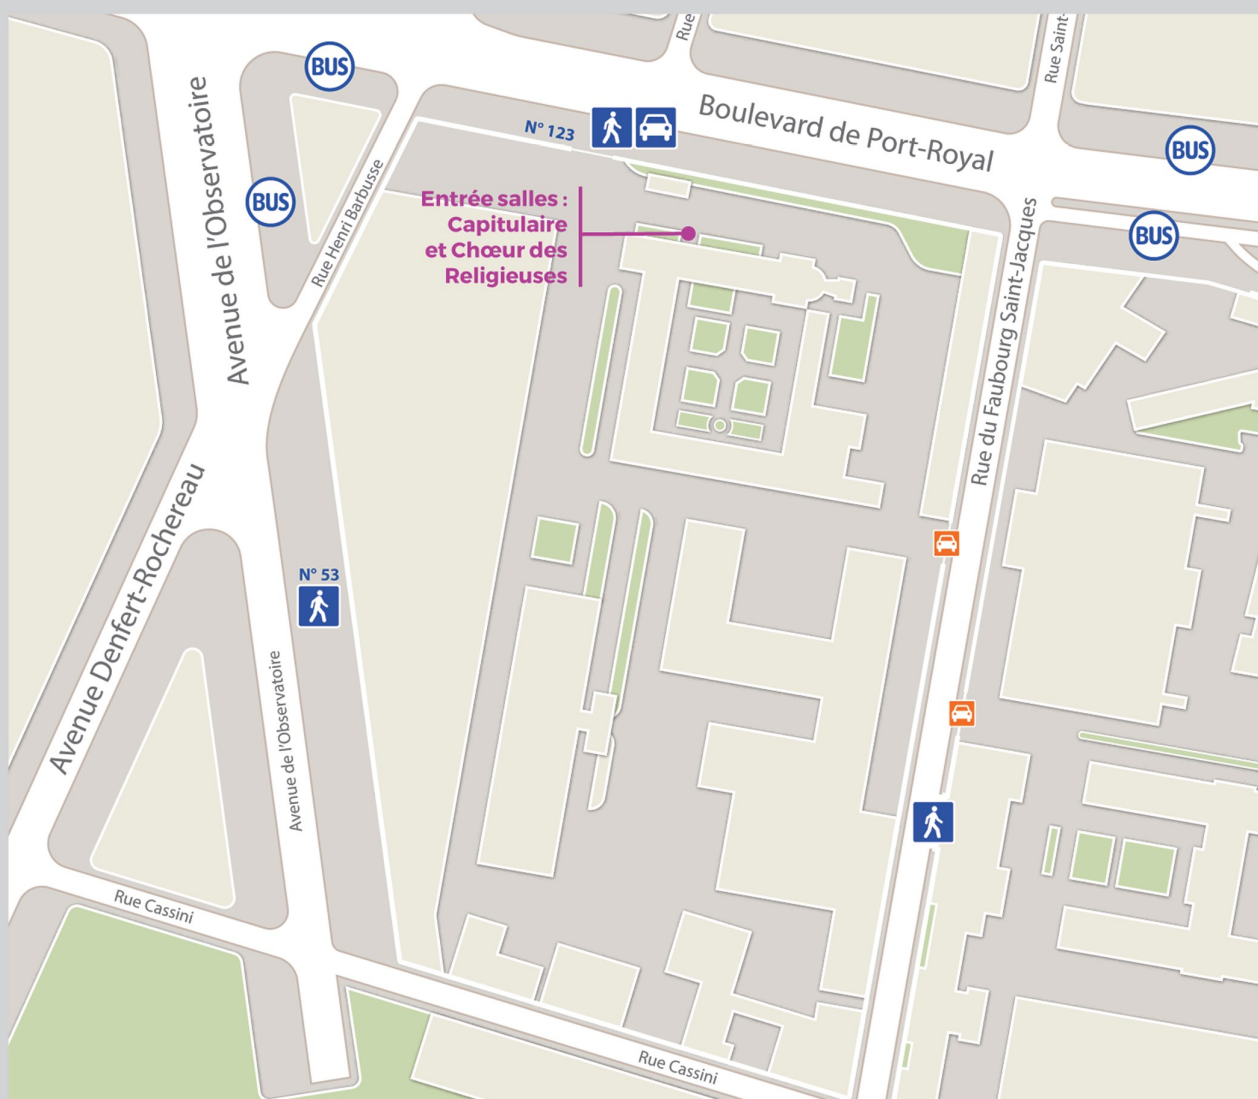 Rue
Rue Saint-
BUS
Avenue de l'Observatoire
N° 123
Boulevard de Port-Royal
BUS
BUS
Rue Henri Barbusse
Entrée salles :
Capitulaire
et Chœur des
Religieuses
BUS
Rue du Faubourg Saint-Jacques
Avenue Denfert-Rochereau
N° 53
Avenue de l'Observatoire
Rue Cassini
Rue Cassini